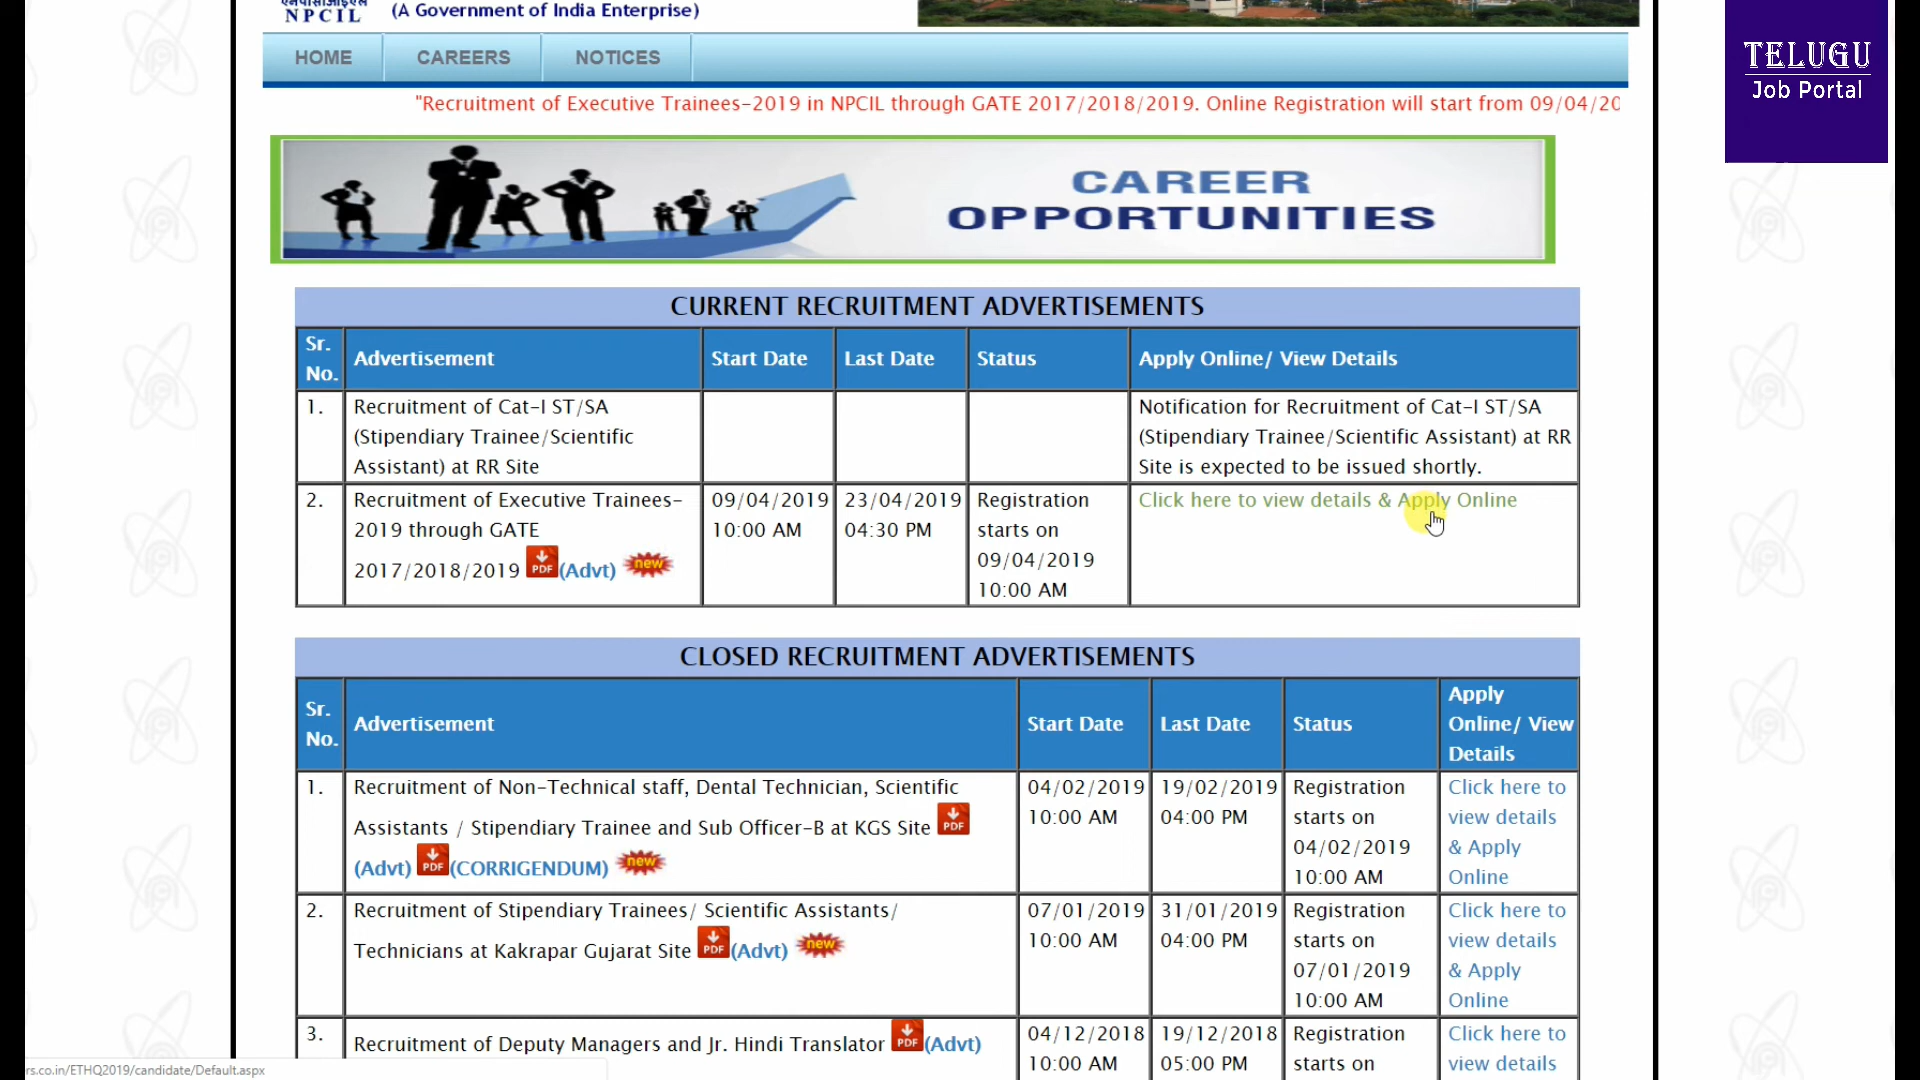 NPCIL
(A Government of India Enterprise)
TELUGU
Job Portal
HOME
CAREERS
NOTICES
"Recruitment of Executive Trainees-2019 in NPCIL through GATE 2017/2018/2019. Online Registration will start from 09/04/20
CAREER
OPPORTUNITIES
CURRENT RECRUITMENT ADVERTISEMENTS
Sr.
No.
Advertisement
Start Date
Last Date
Status
Apply Online/ View Details
1.
Recruitment of Cat-I ST/SA
(Stipendiary Trainee/Scientific
Assistant) at RR Site
Notification for Recruitment of Cat-I ST/SA
(Stipendiary Trainee/Scientific Assistant) at RR
Site is expected to be issued shortly.
2.
Recruitment of Executive Trainees-
2019 through GATE
2017/2018/2019 PDF (Advt) new
09/04/2019
10:00 AM
23/04/2019
04:30 PM
Registration
starts on
09/04/2019
10:00 AM
Click here to view details & Apply Online
CLOSED RECRUITMENT ADVERTISEMENTS
Sr.
No.
Advertisement
Start Date
Last Date
Status
Apply
Online/ View
Details
1.
Recruitment of Non-Technical staff, Dental Technician, Scientific
Assistants / Stipendiary Trainee and Sub Officer-B at KGS Site PDF
(Advt) PDF (CORRIGENDUM) new
04/02/2019
10:00 AM
19/02/2019
04:00 PM
Registration
starts on
04/02/2019
10:00 AM
Click here to
view details
& Apply
Online
2.
Recruitment of Stipendiary Trainees/ Scientific Assistants/
Technicians at Kakrapar Gujarat Site PDF (Advt) new
07/01/2019
10:00 AM
31/01/2019
04:00 PM
Registration
starts on
07/01/2019
10:00 AM
Click here to
view details
& Apply
Online
3.
Recruitment of Deputy Managers and Jr. Hindi Translator PDF (Advt)
04/12/2018
10:00 AM
19/12/2018
05:00 PM
Registration
starts on
Click here to
view details
rs.co.in/ETHQ2019/candidate/Default.aspx